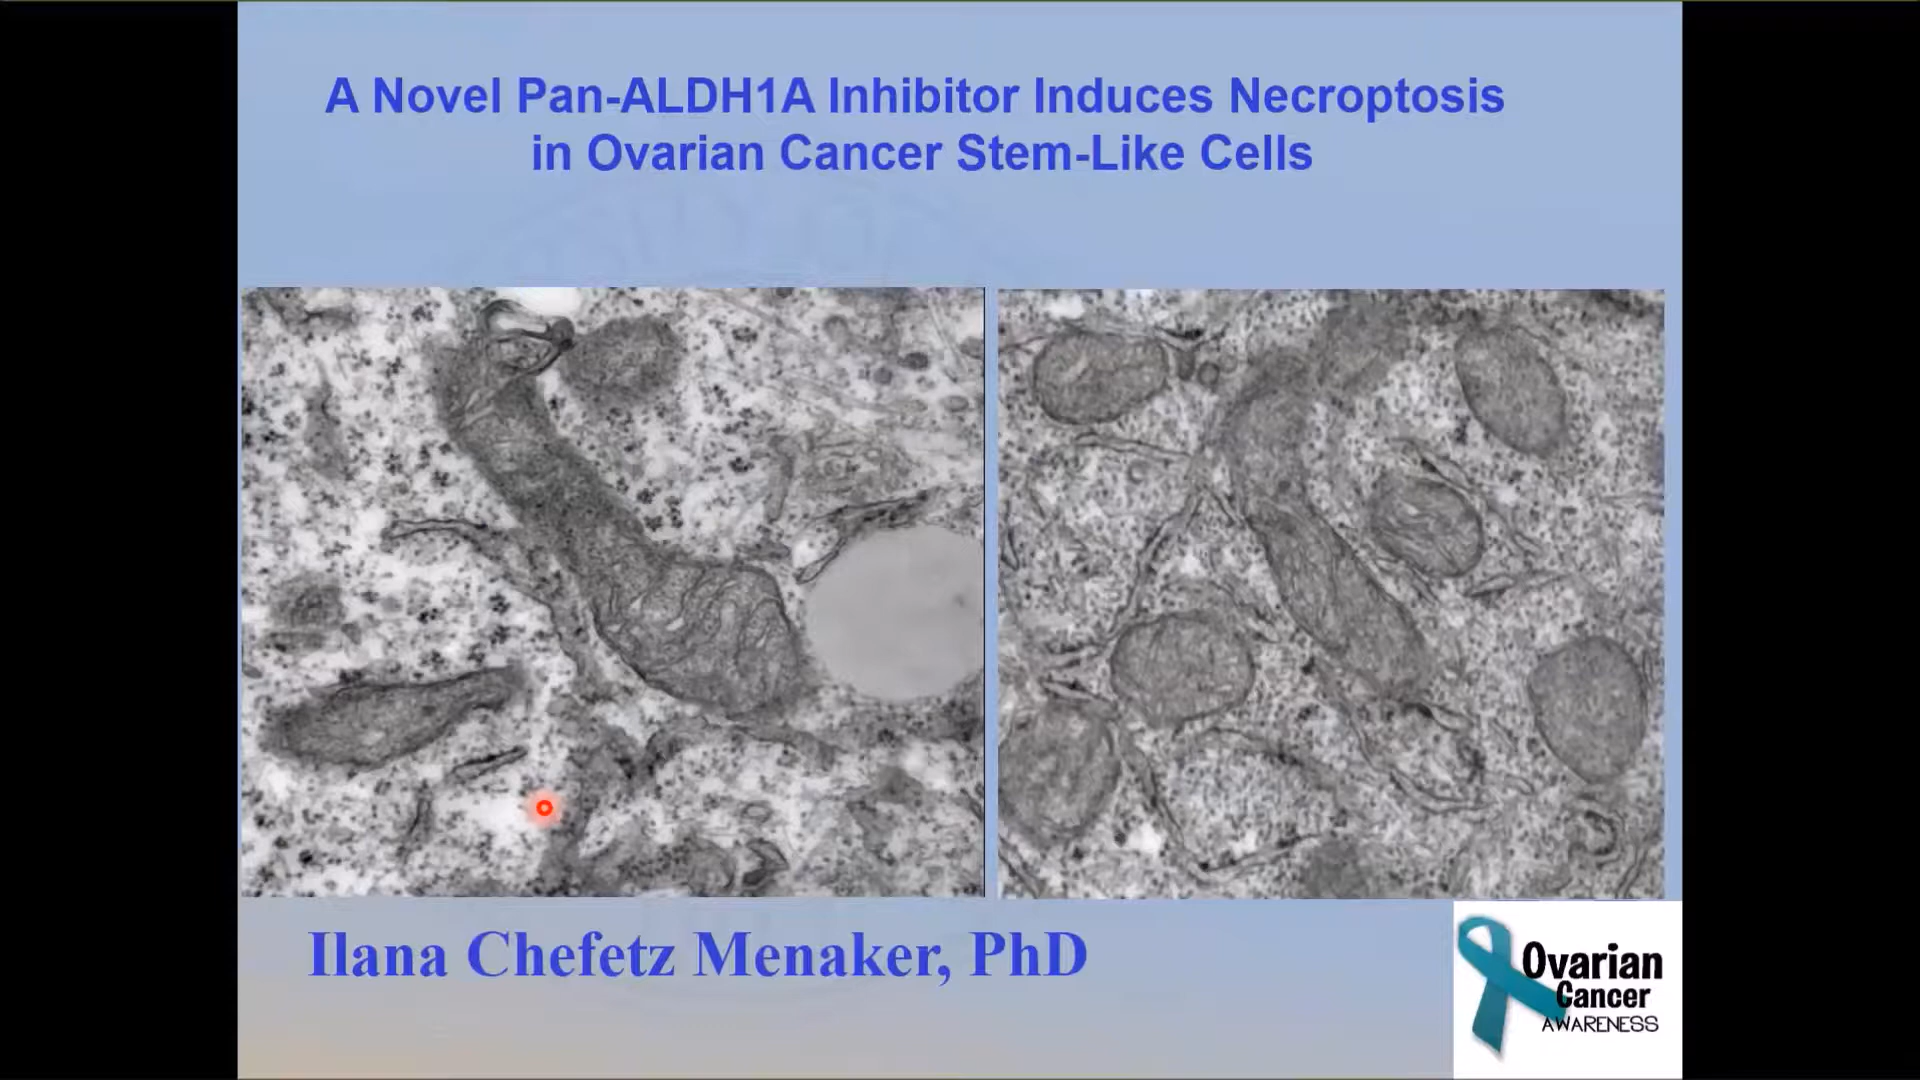 A Novel Pan-ALDH1A Inhibitor Induces Necroptosis
in Ovarian Cancer Stem-Like Cells
Ilana Chefetz Menaker, PhD
Ovarian
Cancer
AWARENESS